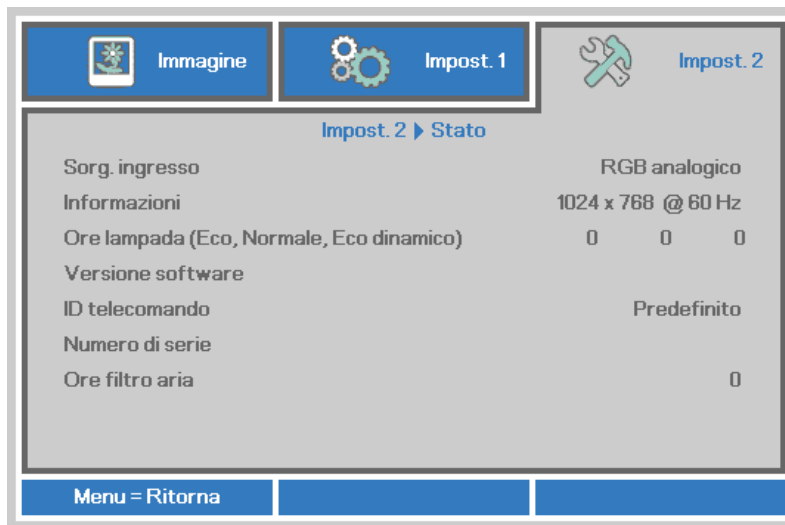 Immagine
Impost. 1
Impost. 2
Impost. 2 ▶ Stato
Sorg. ingresso RGB analogico
Informazioni 1024 x 768 @ 60 Hz
Ore lampada (Eco, Normale, Eco dinamico) 0 0 0
Versione software
ID telecomando Predefinito
Numero di serie
Ore filtro aria 0
Menu = Ritorna